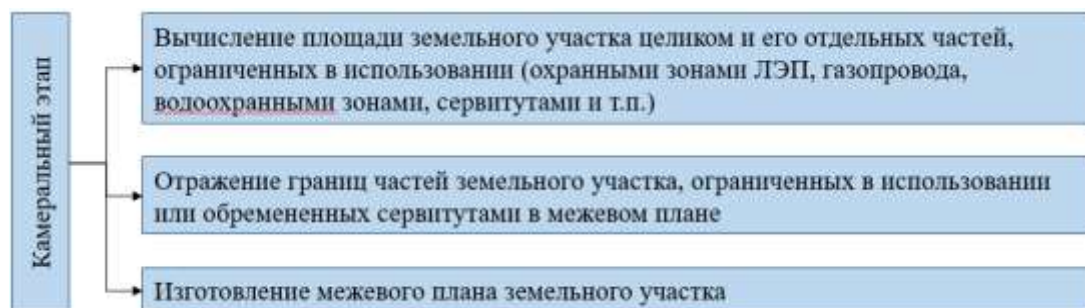 Камеральный этап
Вычисление площади земельного участка целиком и его отдельных частей,
ограниченных в использовании (охранными зонами ЛЭП, газопровода,
водоохранными зонами, сервитутами и т.п.)
Отражение границ частей земельного участка, ограниченных в использовании
или обремененных сервитутами в межевом плане
Изготовление межевого плана земельного участка